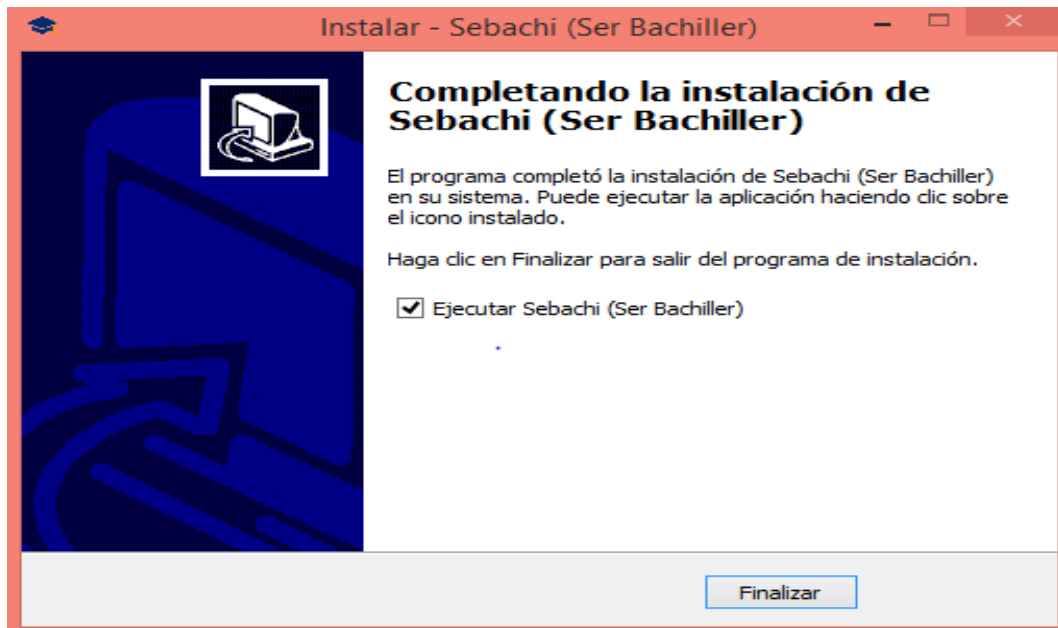 Instalar - Sebachi (Ser Bachiller)
Completando la instalación de
Sebachi (Ser Bachiller)
El programa completó la instalación de Sebachi (Ser Bachiller)
en su sistema. Puede ejecutar la aplicación haciendo clic sobre
el icono instalado.
Haga clic en Finalizar para salir del programa de instalación.
Ejecutar Sebachi (Ser Bachiller)
Finalizar